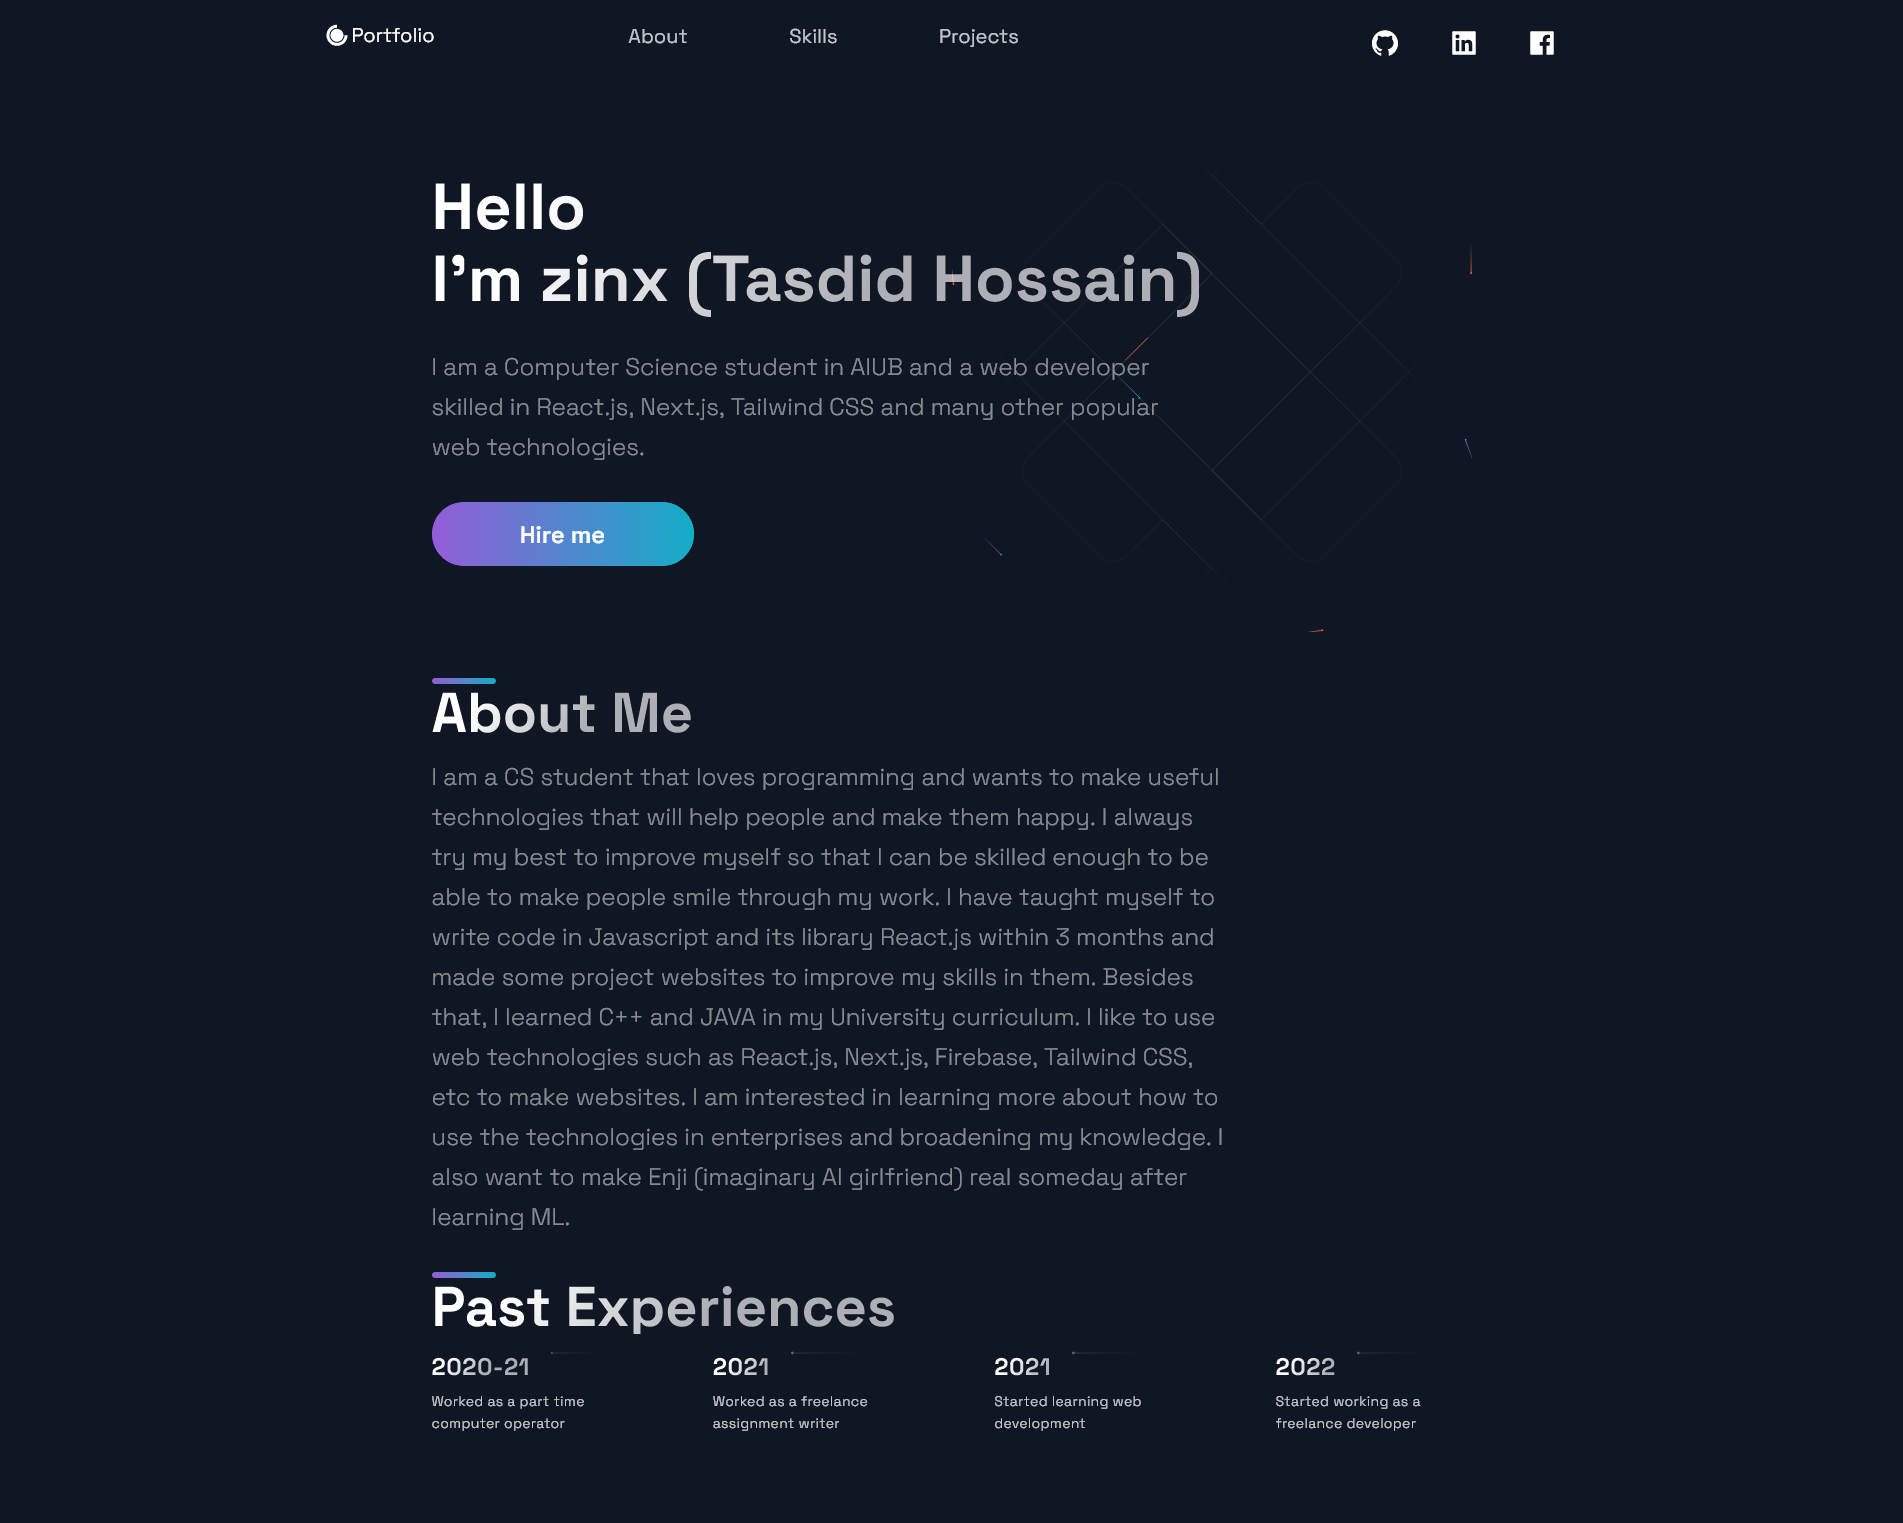 Portfolio
About
Skills
Projects
Hello
I'm zinx (Tasdid Hossain)
I am a Computer Science student in AIUB and a web developer
skilled in React.js, Next.js, Tailwind CSS and many other popular
web technologies.
Hire me
About Me
I am a CS student that loves programming and wants to make useful
technologies that will help people and make them happy. I always
try my best to improve myself so that I can be skilled enough to be
able to make people smile through my work. I have taught myself to
write code in Javascript and its library React.js within 3 months and
made some project websites to improve my skills in them. Besides
that, I learned C++ and JAVA in my University curriculum. I like to use
web technologies such as React.js, Next.js, Firebase, Tailwind CSS,
etc to make websites. I am interested in learning more about how to
use the technologies in enterprises and broadening my knowledge. I
also want to make Enji (imaginary AI girlfriend) real someday after
learning ML.
Past Experiences
2020-21
Worked as a part time
computer operator
2021
Worked as a freelance
assignment writer
2021
Started learning web
development
2022
Started working as a
freelance developer